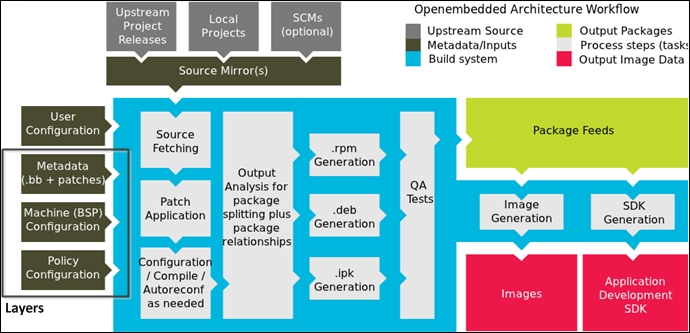 Openembedded Architecture Workflow
Upstream
Project
Releases
Local
Projects
SCMs
(optional)
Upstream Source
Metadata/Inputs
Build system
Output Packages
Process steps (tasks
Output Image Data
Source Mirror(s)
User
Configuration
Metadata
(.bb + patches)
Machine (BSP)
Configuration
Policy
Configuration
Layers
Source
Fetching
Patch
Application
Configuration
/ Compile /
Autoreconf
as needed
Output
Analysis for
package
splitting plus
package
relationships
.rpm
Generation
.deb
Generation
.ipk
Generation
QA
Tests
Package Feeds
Image
Generation
SDK
Generation
Images
Application
Development
SDK